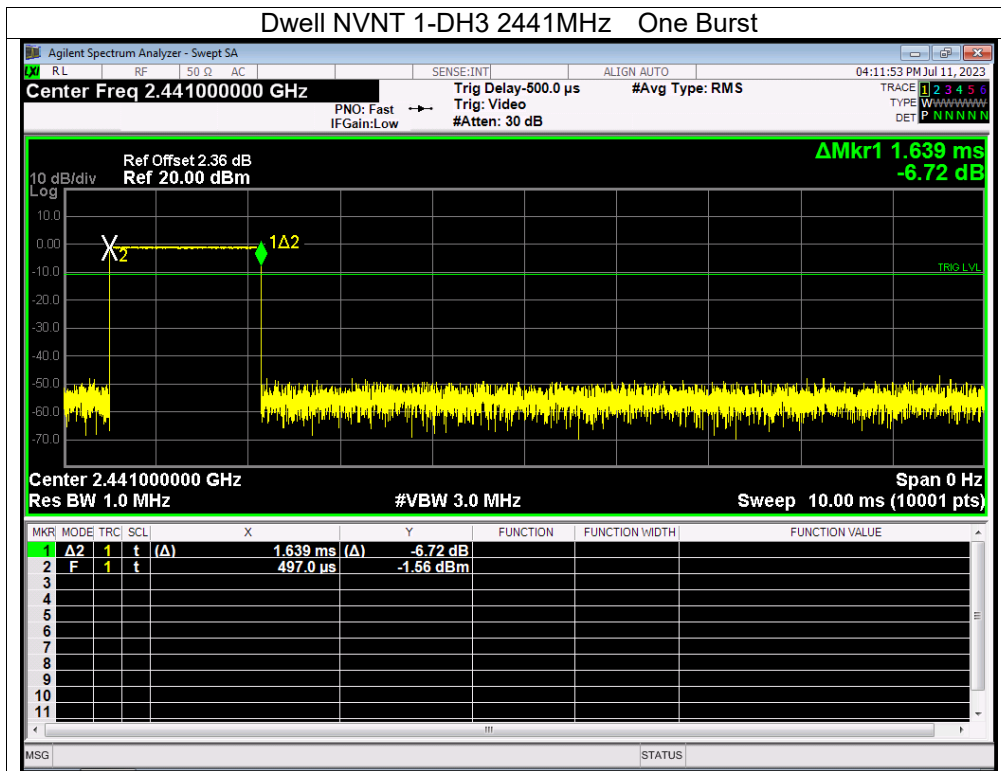 Dwell NVNT 1-DH3 2441MHz One Burst
Agilent Spectrum Analyzer - Swept SA
LXI RL RF 50 Ω AC SENSE:INT ALIGN AUTO 04:11:53 PM Jul 11, 2023
Center Freq 2.441000000 GHz Trig Delay-500.0 µs #Avg Type: RMS TRACE 1 2 3 4 5 6
PNO: Fast Trig: Video TYPE WWWWWW
IFGain:Low #Atten: 30 dB DET P N N N N N
ΔMkr1 1.639 ms
-6.72 dB
Ref Offset 2.36 dB
10 dB/div Ref 20.00 dBm
Log
10.0
0.00
X2
1Δ2
-10.0
TRIG LVL
-20.0
-30.0
-40.0
-50.0
-60.0
-70.0
Center 2.441000000 GHz Span 0 Hz
Res BW 1.0 MHz #VBW 3.0 MHz Sweep 10.00 ms (10001 pts)
MKR MODE TRC SCL X Y FUNCTION FUNCTION WIDTH FUNCTION VALUE
1 Δ2 1 t (Δ) 1.639 ms (Δ) -6.72 dB
2 F 1 t 497.0 µs -1.56 dBm
3
4
5
6
7
8
9
10
11
MSG STATUS